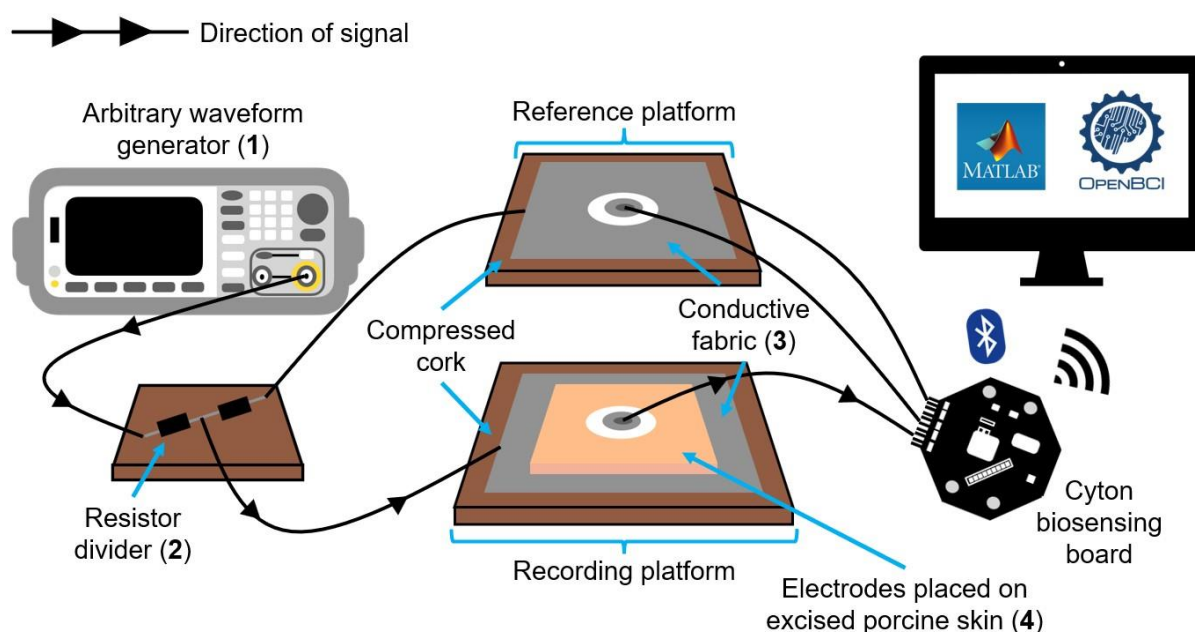 Direction of signal
Arbitrary waveform
generator (1)
Reference platform
MATLAB®
OPENBCI
Compressed
cork
Conductive
fabric (3)
Resistor
divider (2)
Recording platform
Cyton
biosensing
board
Electrodes placed on
excised porcine skin (4)